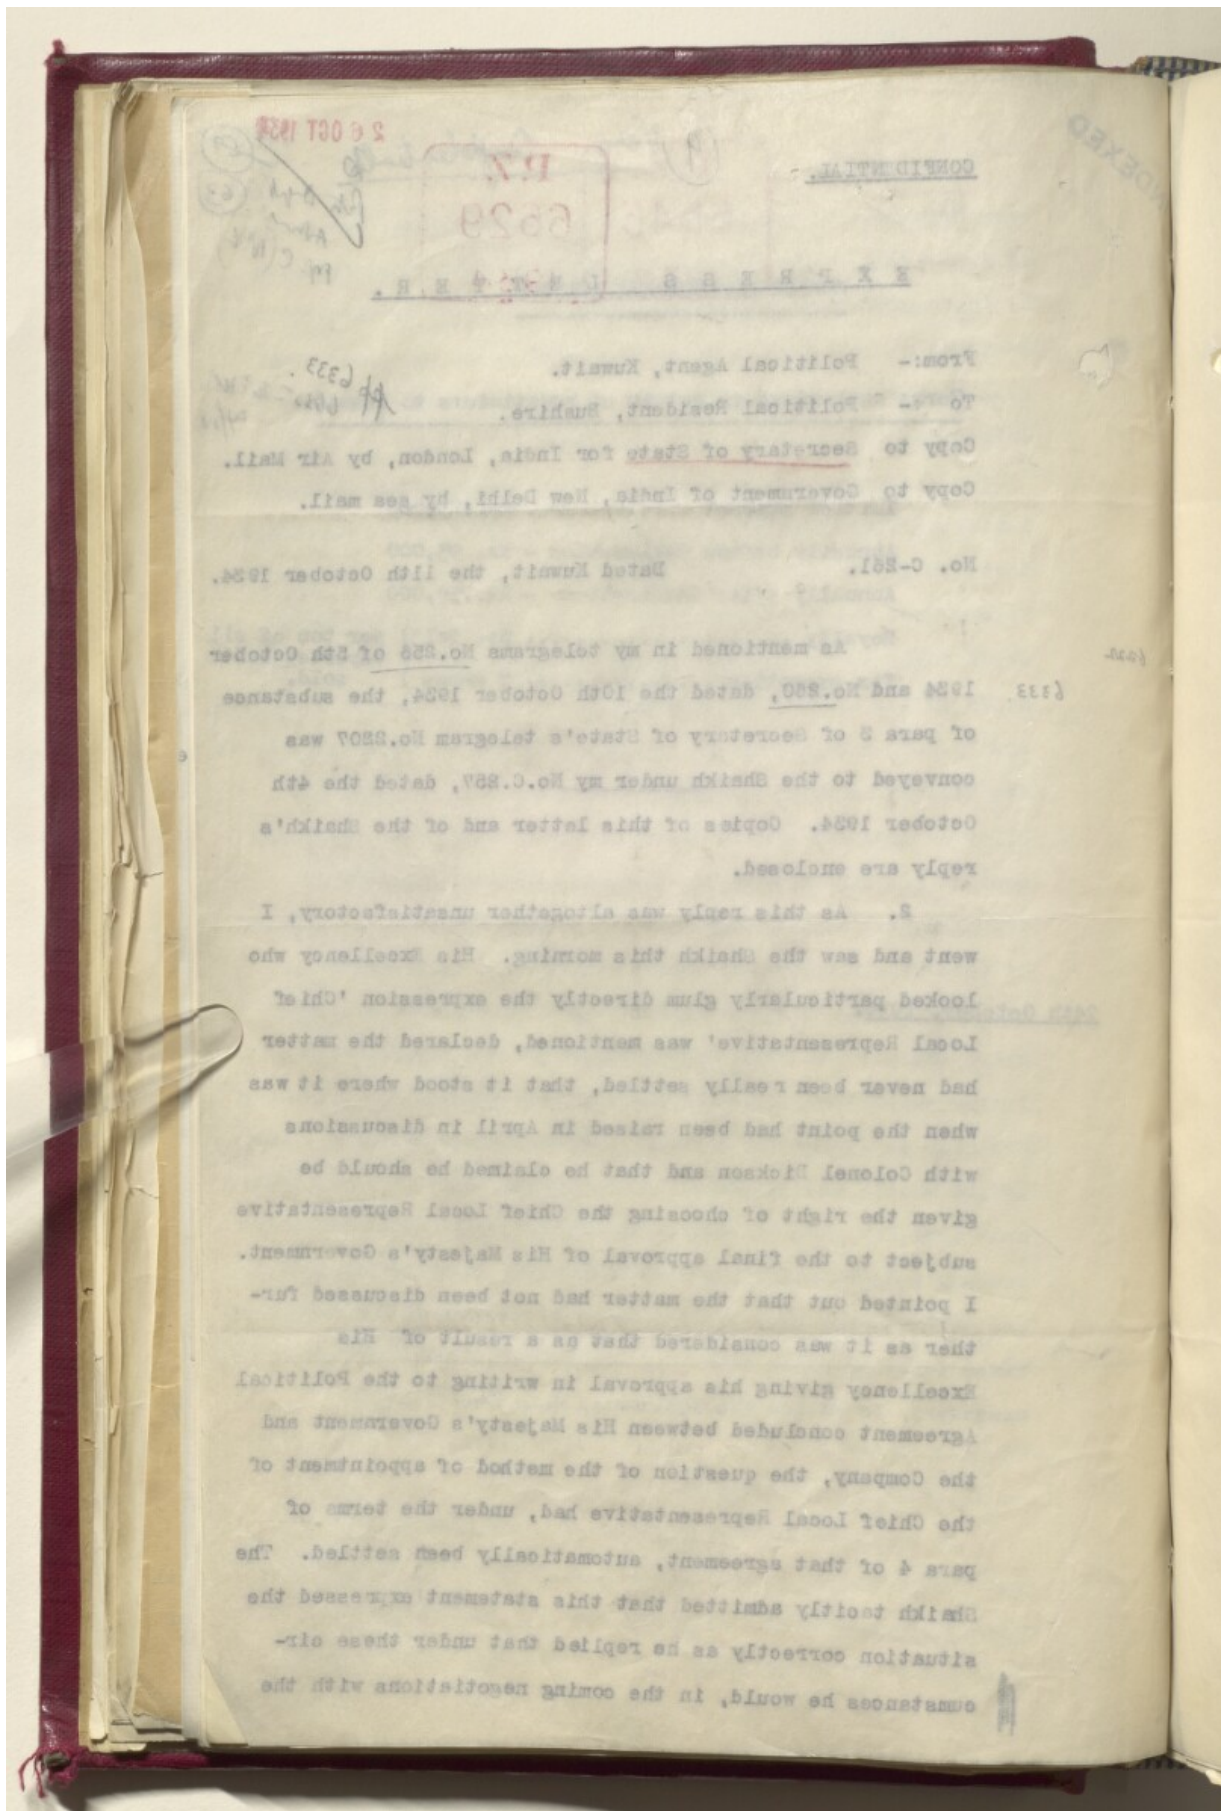 26 OCT 1934
INDEXED
P.Z.
6629
CONFIDENTIAL.
EXPRESS LETTER.
From:- Political Agent, Kuwait.
6333
To :- Political Resident, Bushire.
Copy to Secretary of State for India, London, by Air Mail.
Copy to Government of India, New Delhi, by sea mail.
No. C-261. Dated Kuwait, the 11th October 1934.
As mentioned in my telegrams No.256 of 5th October
6333 1934 and No.260, dated the 10th October 1934, the substance
of para 3 of Secretary of State's telegram No.2307 was
conveyed to the Shaikh under my No.C.257, dated the 4th
October 1934. Copies of this letter and of the Shaikh's
reply are enclosed.
2. As this reply was altogether unsatisfactory, I
went and saw the Shaikh this morning. His Excellency who
looked particularly glum directly the expression 'Chief
Local Representative' was mentioned, declared the matter
had never been really settled, that it stood where it was
when the point had been raised in April in discussions
with Colonel Dickson and that he claimed he should be
given the right of choosing the Chief Local Representative
subject to the final approval of His Majesty's Government.
I pointed out that the matter had not been discussed fur-
ther as it was considered that as a result of His
Excellency giving his approval in writing to the Political
Agreement concluded between His Majesty's Government and
the Company, the question of the method of appointment of
the Chief Local Representative had, under the terms of
para 4 of that agreement, automatically been settled. The
Shaikh tacitly admitted that this statement expressed the
situation correctly as he replied that under these cir-
cumstances he would, in the coming negotiations with the